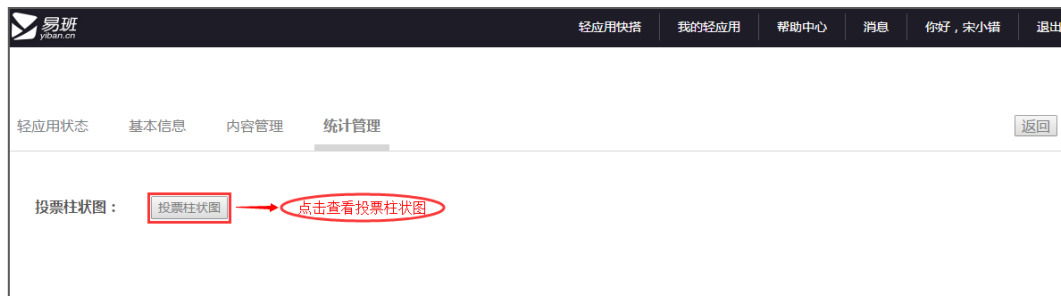 易班
yiban.cn
轻应用快搭 我的轻应用 帮助中心 消息 你好，宋小错 退出
轻应用状态 基本信息 内容管理 统计管理 返回
投票柱状图： 投票柱状图 点击查看投票柱状图